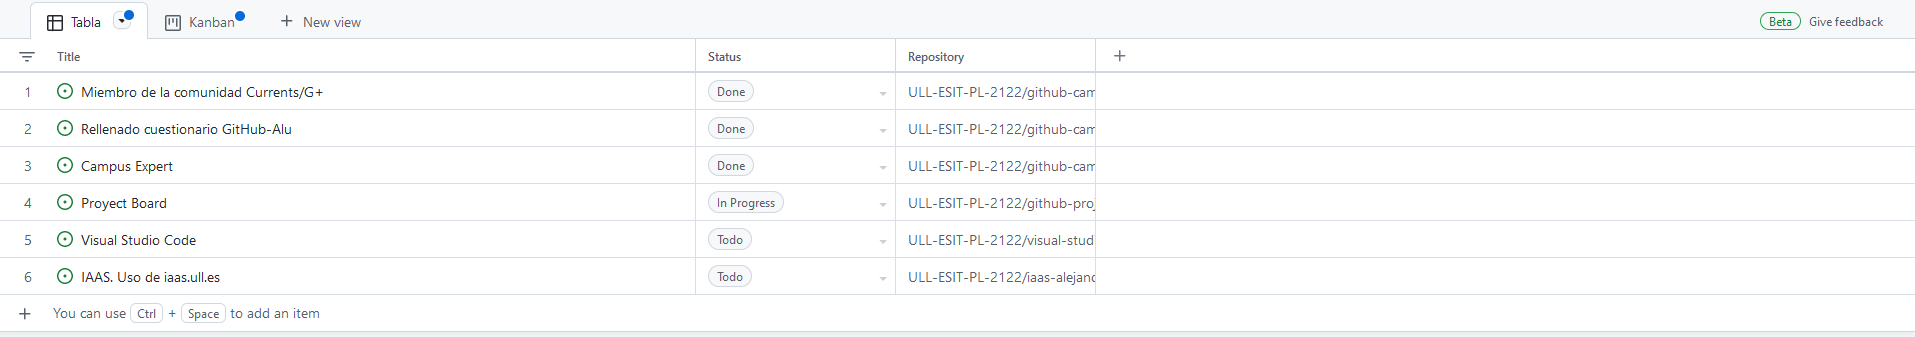 Tabla Kanban New view Beta Give feedback
Title Status Repository
1 Miembro de la comunidad Currents/G+ Done ULL-ESIT-PL-2122/github-cam
2 Rellenado cuestionario GitHub-Alu Done ULL-ESIT-PL-2122/github-cam
3 Campus Expert Done ULL-ESIT-PL-2122/github-cam
4 Proyect Board In Progress ULL-ESIT-PL-2122/github-proj
5 Visual Studio Code Todo ULL-ESIT-PL-2122/visual-stud
6 IAAS. Uso de iaas.ull.es Todo ULL-ESIT-PL-2122/iaas-alejand
You can use Ctrl + Space to add an item